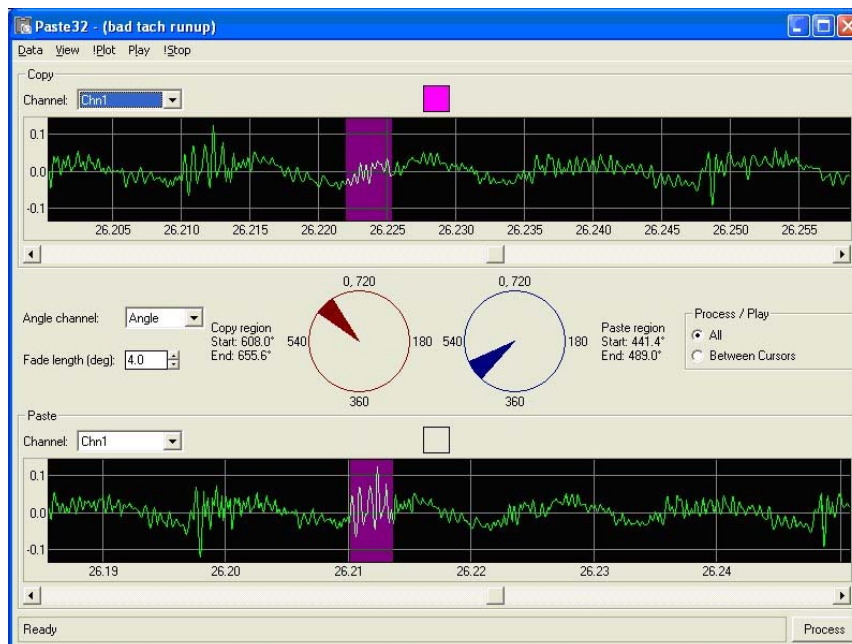 Paste32 - (bad tach runup)
Data View !Plot Play !Stop
Copy
Channel: Chn1
0.1
0.0
-0.1
26.205 26.210 26.215 26.220 26.225 26.230 26.235 26.240 26.245 26.250 26.255
Angle channel: Angle
Fade length (deg): 4.0
Copy region
Start: 608.0°
End: 655.6°
0, 720
540 180
360
0, 720
540 180
360
Paste region
Start: 441.4°
End: 489.0°
Process / Play
All
Between Cursors
Paste
Channel: Chn1
0.1
0.0
-0.1
26.19 26.20 26.21 26.22 26.23 26.24
Ready Process